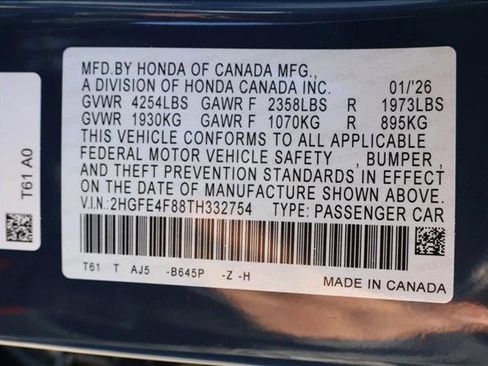 MFD.BY HONDA OF CANADA MFG.,
A DIVISION OF HONDA CANADA INC. 01/'26
GVWR 4254LBS GAWR F 2358LBS R 1973LBS
GVWR 1930KG GAWR F 1070KG R 895KG
THIS VEHICLE CONFORMS TO ALL APPLICABLE
FEDERAL MOTOR VEHICLE SAFETY , BUMPER ,
AND THEFT PREVENTION STANDARDS IN EFFECT
ON THE DATE OF MANUFACTURE SHOWN ABOVE.
V.I.N.:2HGFE4F88TH332754 TYPE: PASSENGER CAR
T61 T AJ5 -B645P -Z -H
MADE IN CANADA
T61 A0